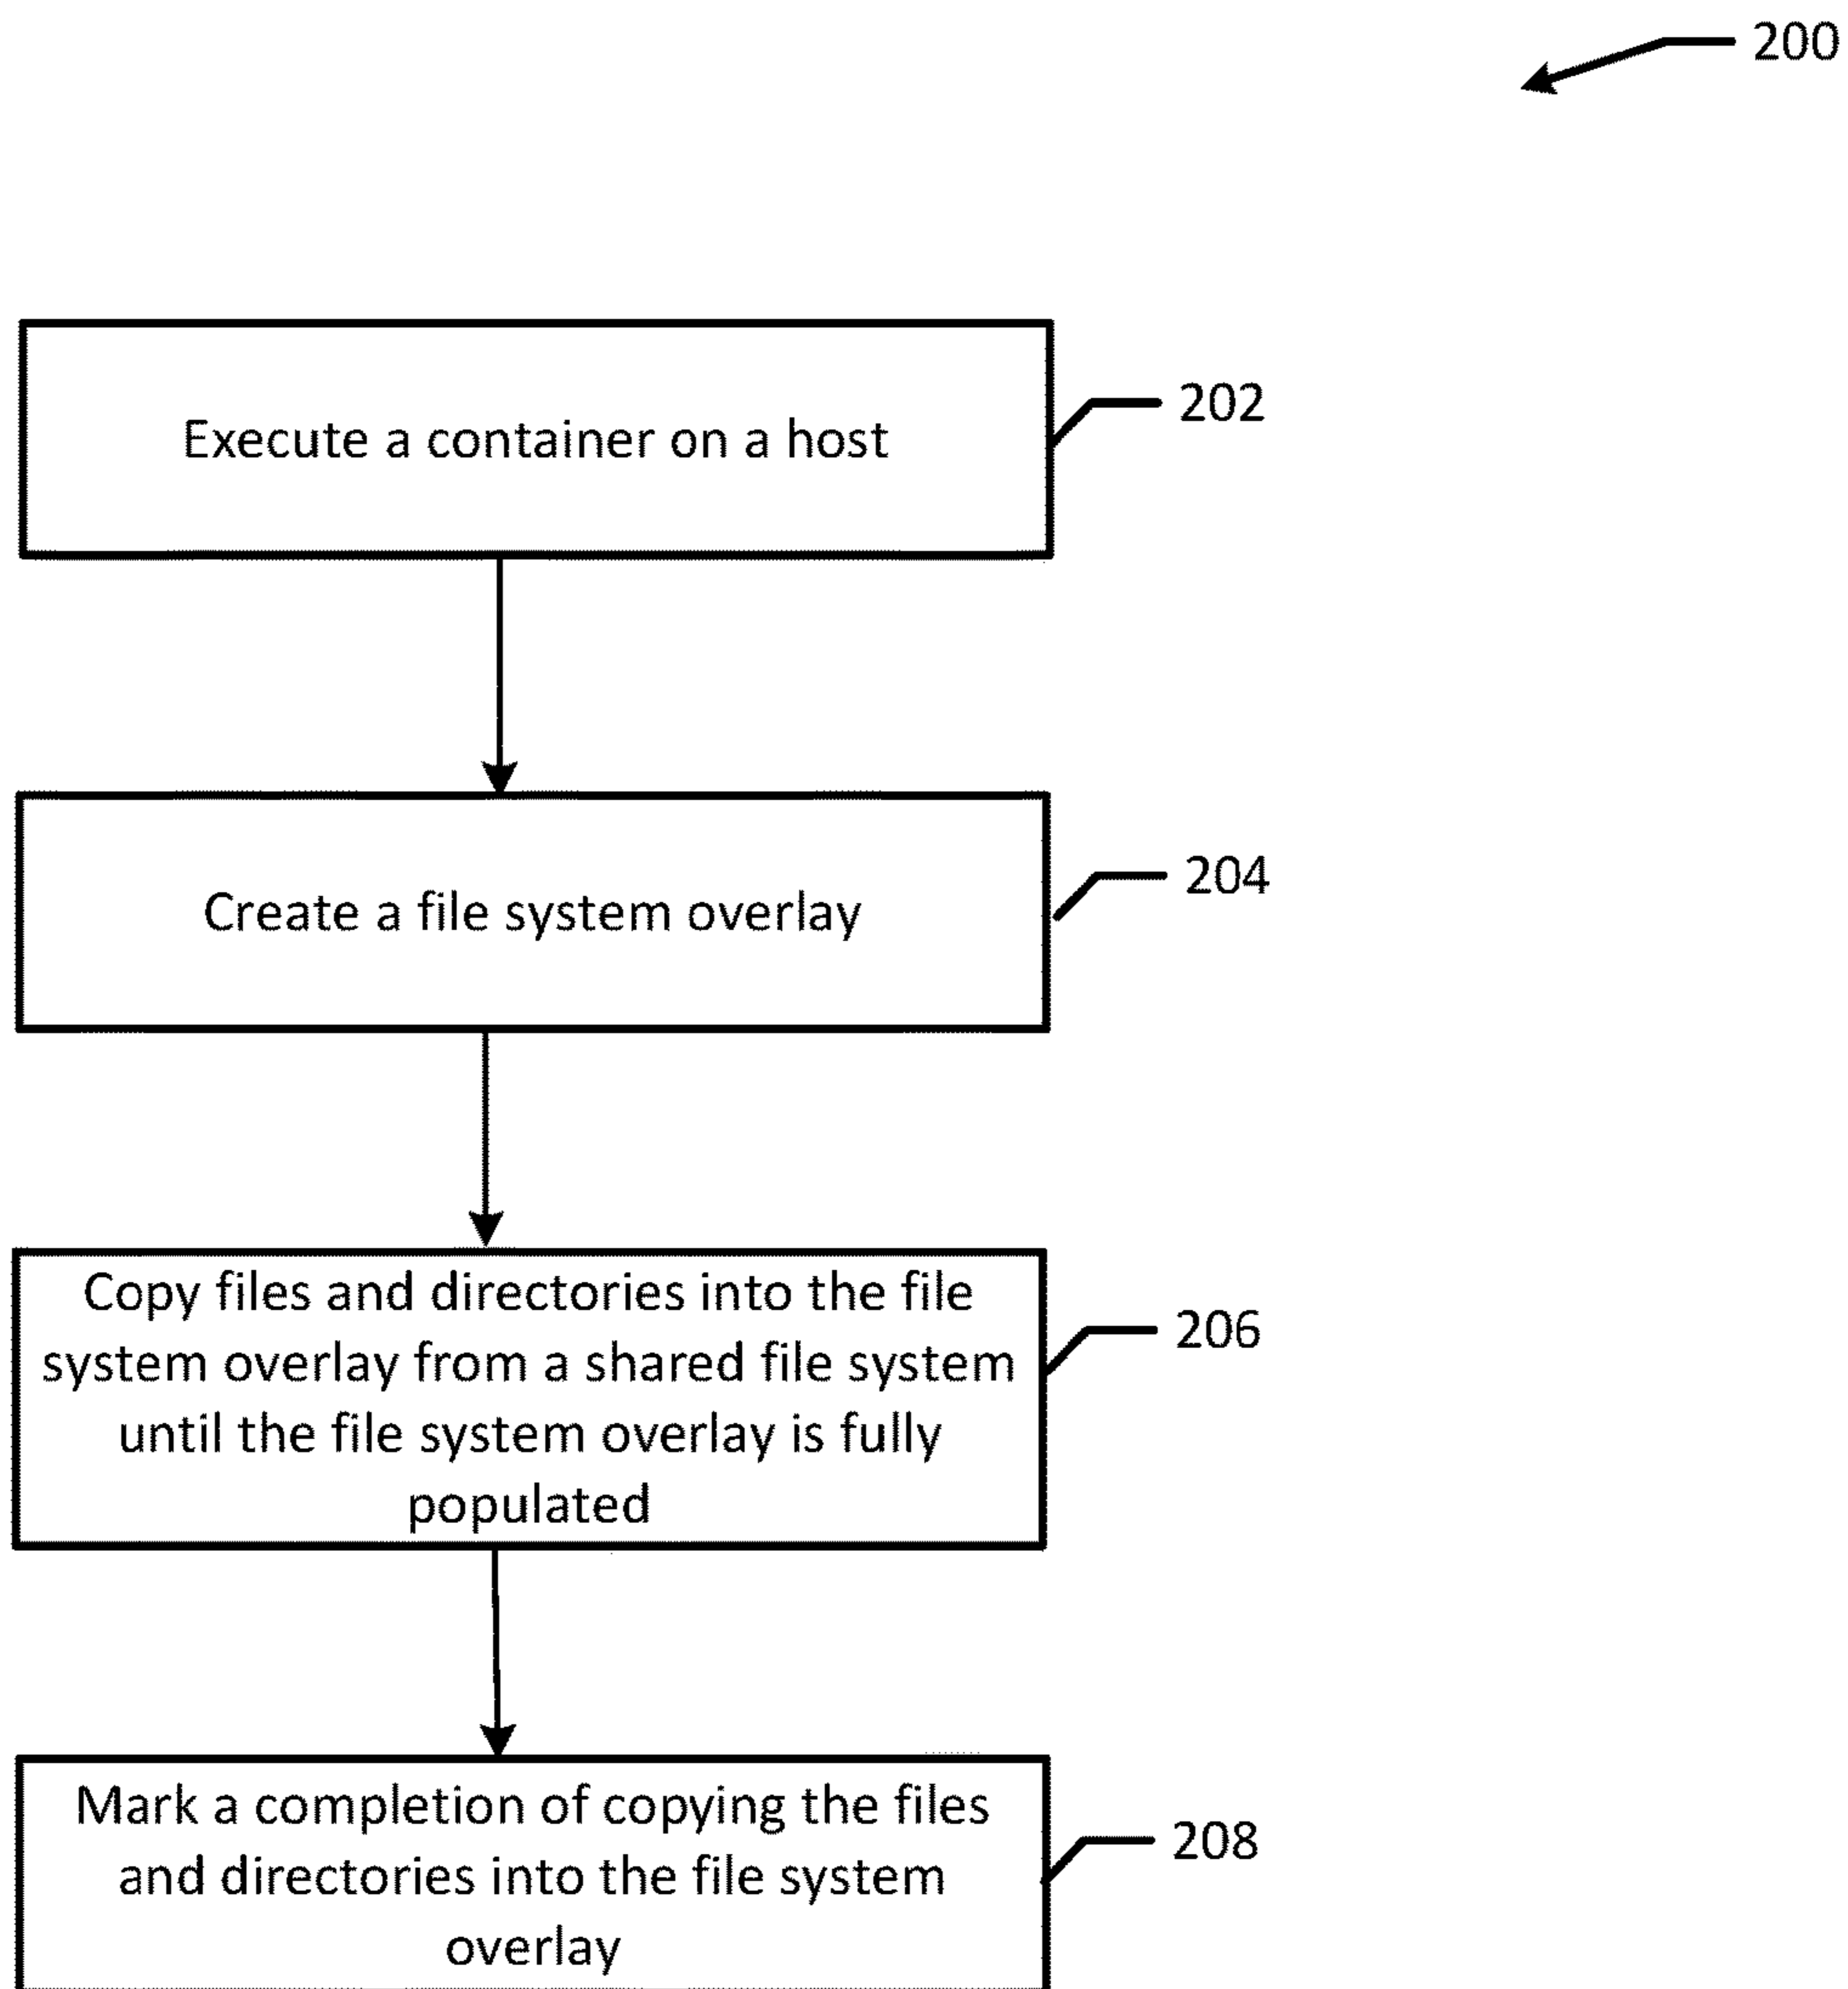 200
Execute a container on a host
202
Create a file system overlay
204
Copy files and directories into the file
system overlay from a shared file system
until the file system overlay is fully
populated
206
Mark a completion of copying the files
and directories into the file system
overlay
208